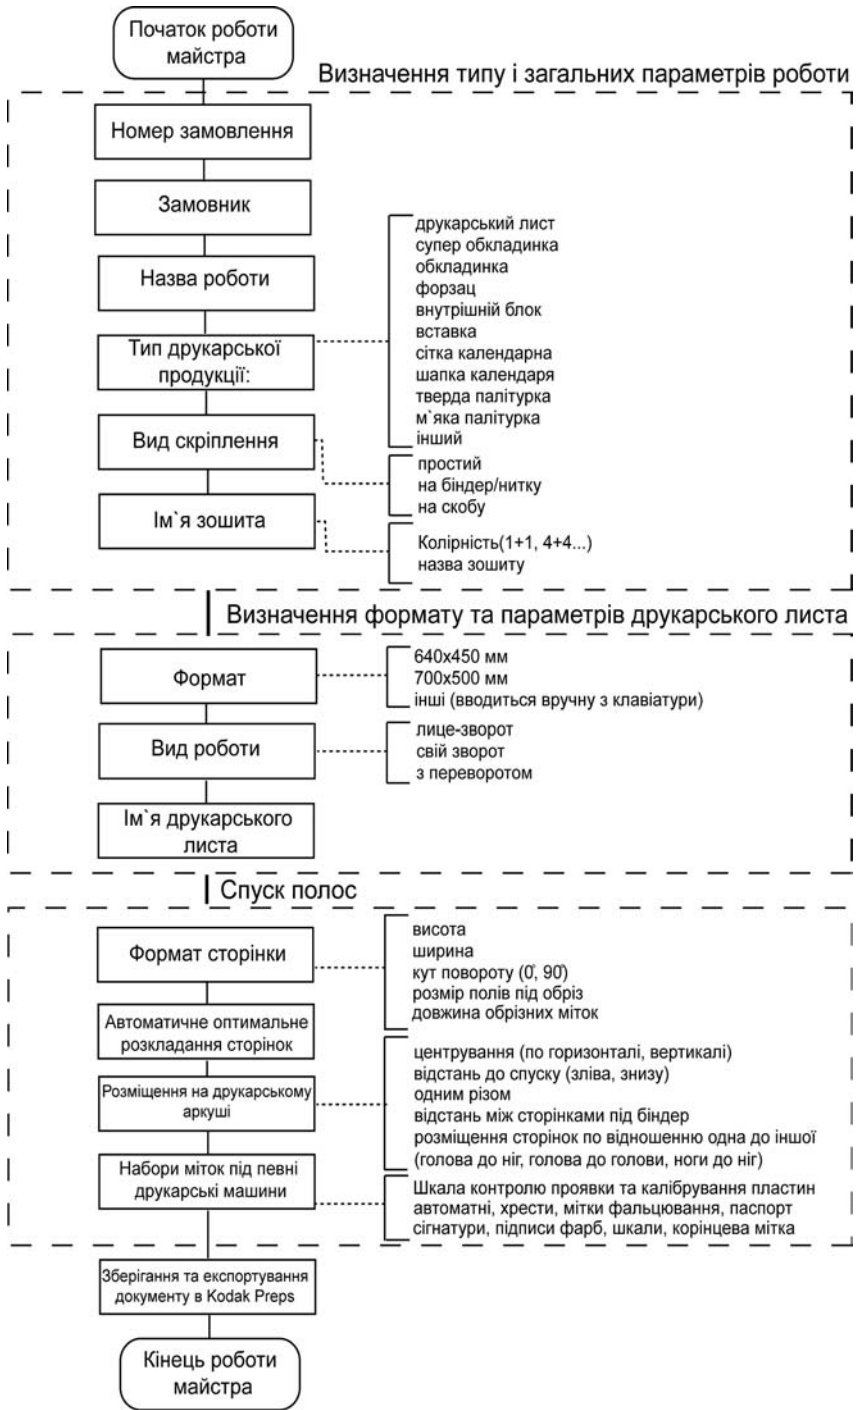 Початок роботи
майстра
Визначення типу і загальних параметрів роботи
Номер замовлення
Замовник
Назва роботи
Тип друкарської
продукції:
друкарський лист
супер обкладинка
обкладинка
форзац
внутрішній блок
вставка
сітка календарна
шапка календаря
тверда палітурка
м`яка палітурка
інший
Вид скріплення
простий
на біндер/нитку
на скобу
Ім`я зошита
Колірність(1+1, 4+4...)
назва зошиту
Визначення формату та параметрів друкарського листа
Формат
640х450 мм
700х500 мм
інші (вводиться вручну з клавіатури)
Вид роботи
лице-зворот
свій зворот
з переворотом
Ім`я друкарського
листа
Спуск полос
Формат сторінки
висота
ширина
кут повороту (0̊, 90̊)
розмір полів під обріз
довжина обрізних міток
Автоматичне оптимальне
розкладання сторінок
Розміщення на друкарському
аркуші
центрування (по горизонталі, вертикалі)
відстань до спуску (зліва, знизу)
одним різом
відстань між сторінками під біндер
розміщення сторінок по відношенню одна до іншої
(голова до ніг, голова до голови, ноги до ніг)
Набори міток під певні
друкарські машини
Шкала контролю проявки та калібрування пластин
автоматні, хрести, мітки фальцювання, паспорт
сігнатури, підписи фарб, шкали, корінцева мітка
Зберігання та експортування
документу в Kodak Preps
Кінець роботи
майстра